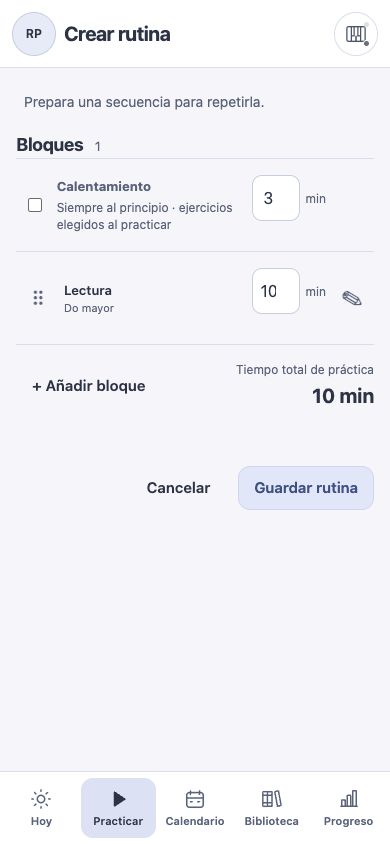 RP Crear rutina
Prepara una secuencia para repetirla.
Bloques 1
Calentamiento
Siempre al principio · ejercicios
elegidos al practicar
3 min
Lectura
Do mayor
10 min
+ Añadir bloque
Tiempo total de práctica
10 min
Cancelar
Guardar rutina
Hoy
Practicar
Calendario
Biblioteca
Progreso